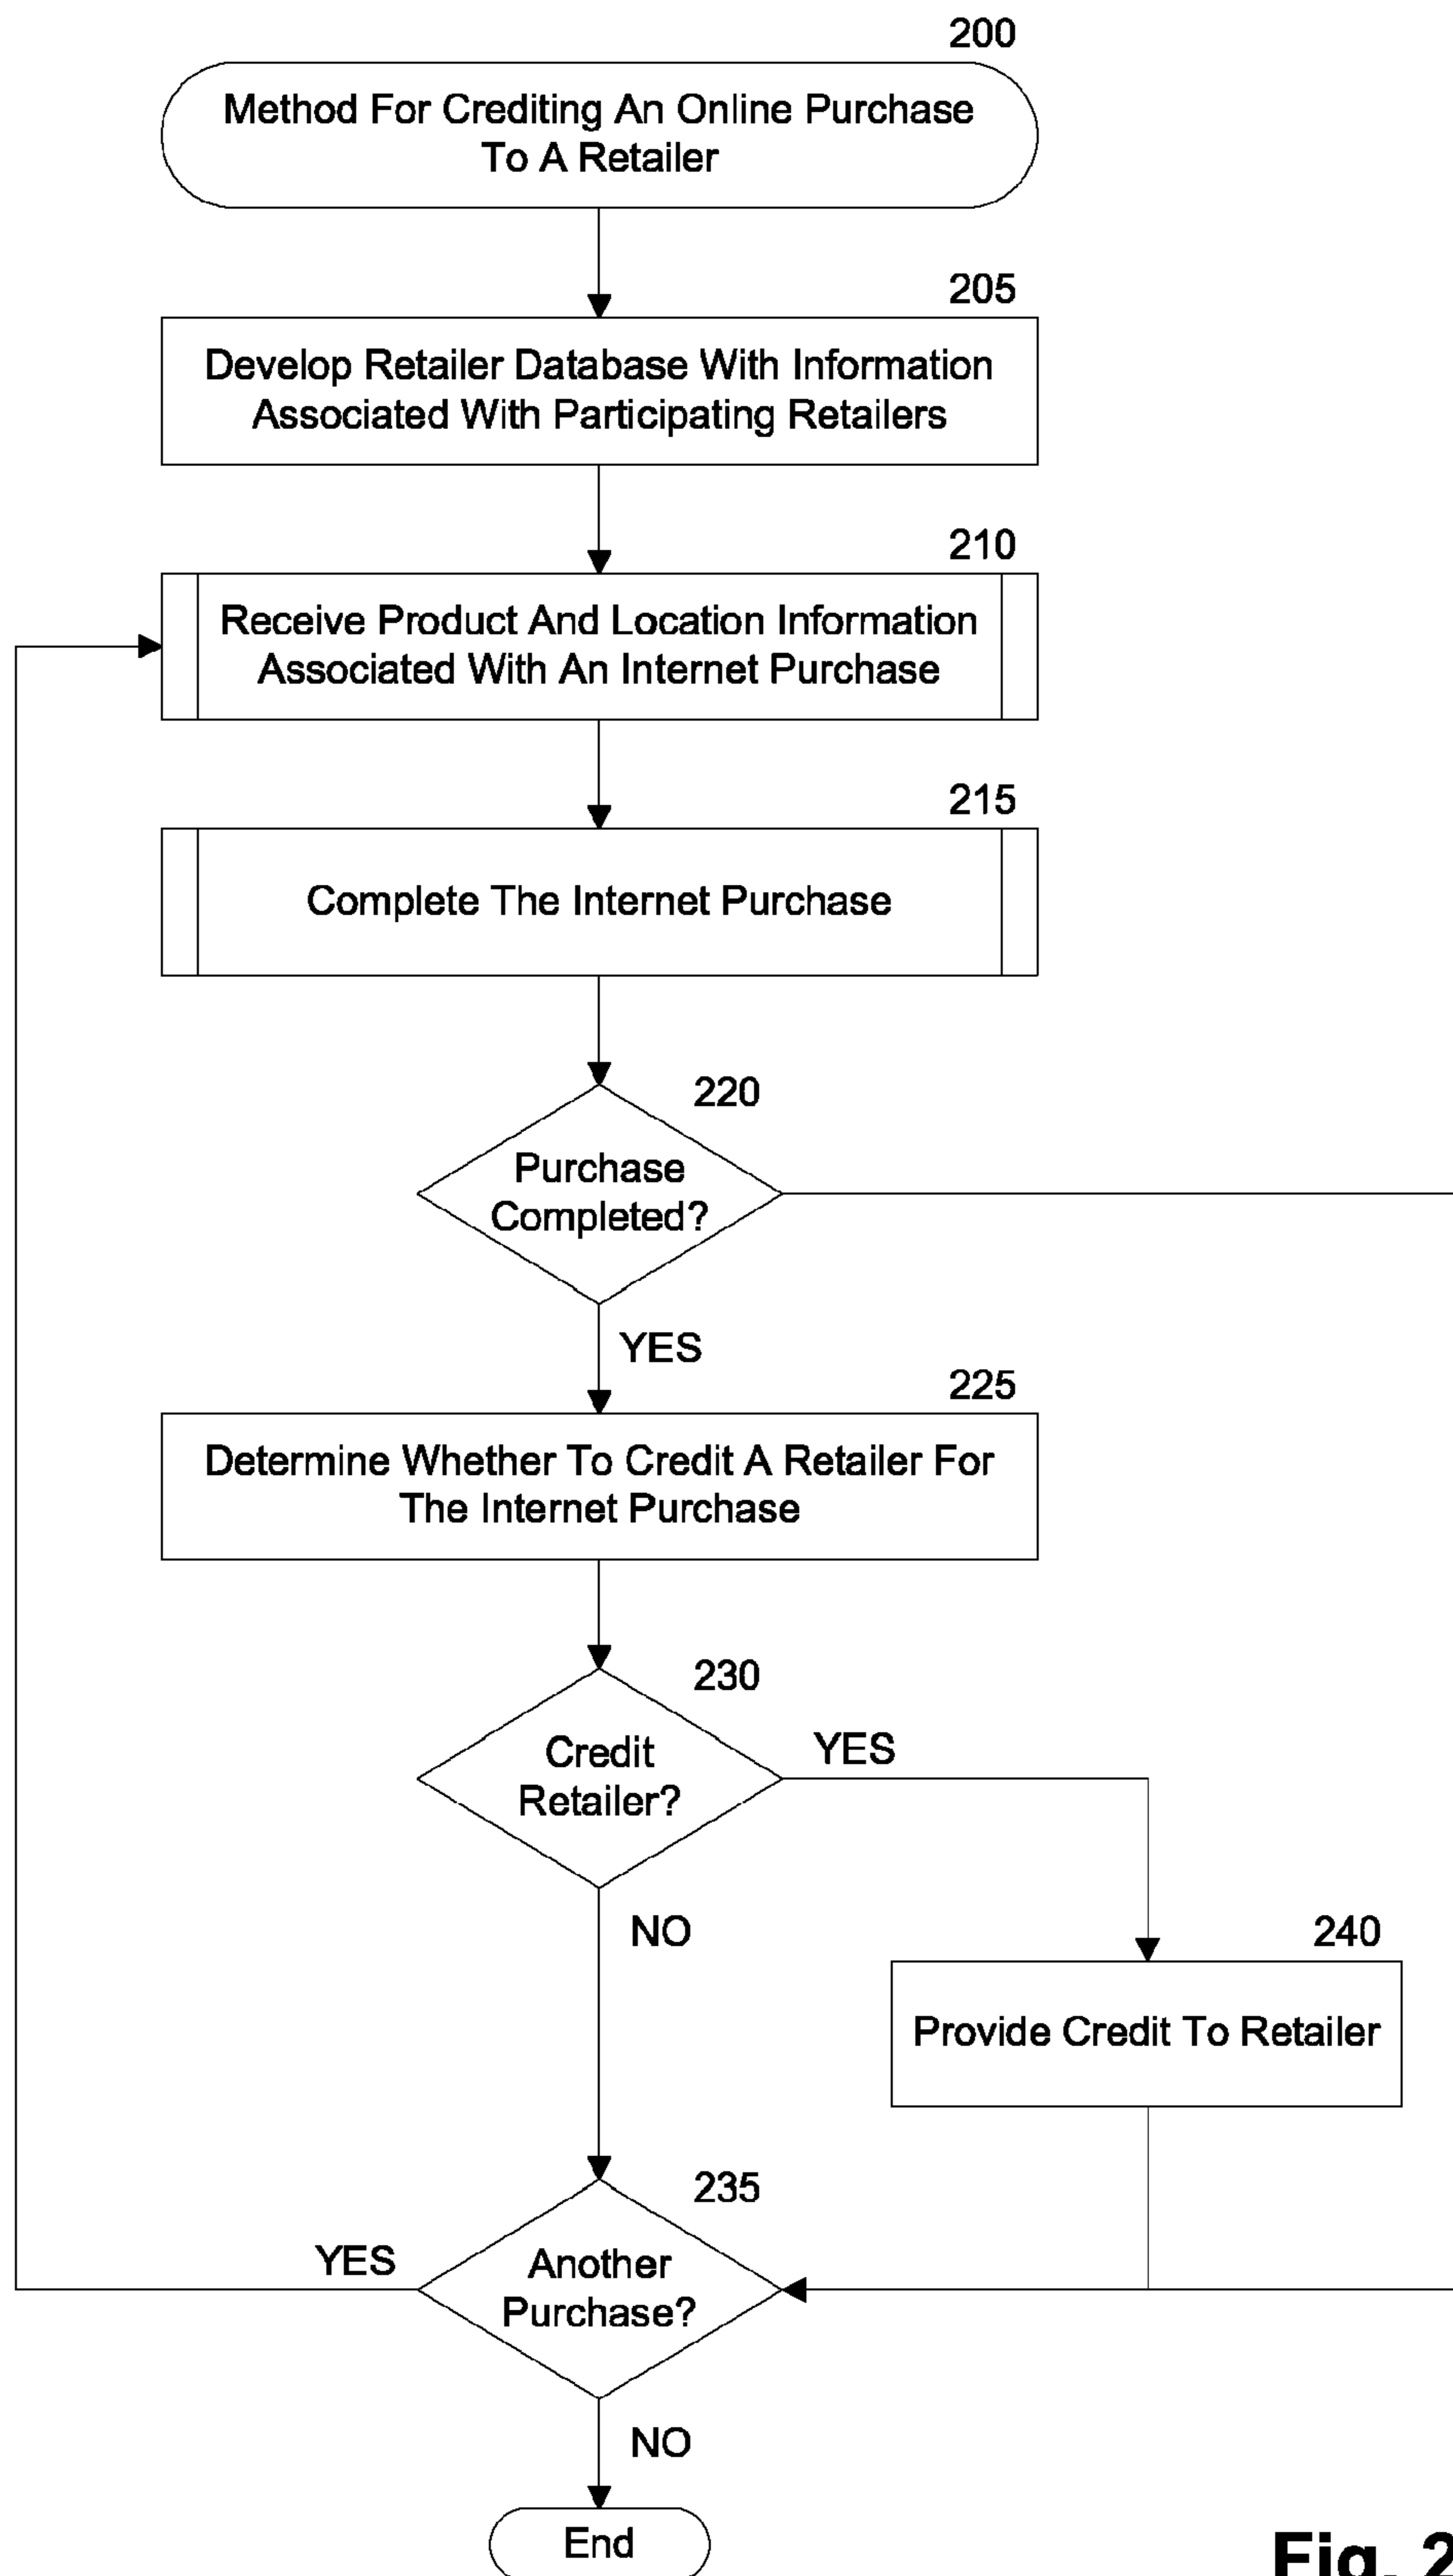 200
Method For Crediting An Online Purchase
To A Retailer
205
Develop Retailer Database With Information
Associated With Participating Retailers
210
Receive Product And Location Information
Associated With An Internet Purchase
215
Complete The Internet Purchase
220
Purchase
Completed?
YES
225
Determine Whether To Credit A Retailer For
The Internet Purchase
230
Credit
Retailer?
YES
NO
240
Provide Credit To Retailer
235
Another
Purchase?
YES
NO
End
Fig. 2